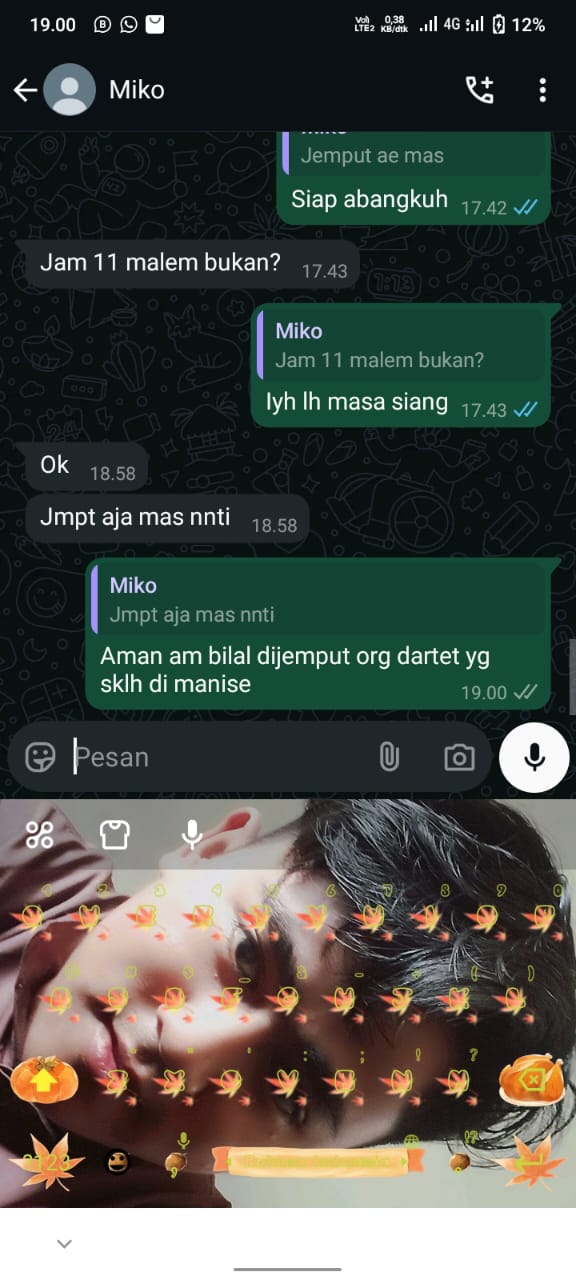 19.00
Voij
LTE2
0,38
KB/dtk
4G
12%
Miko
Jemput ae mas
Siap abangkuh 17.42
Jam 11 malem bukan? 17.43
Miko
Jam 11 malem bukan?
Iyh lh masa siang 17.43
Ok 18.58
Jmpt aja mas nnti 18.58
Miko
Jmpt aja mas nnti
Aman am bilal dijemput org dartet yg
sklh di manise
19.00
Pesan
?123